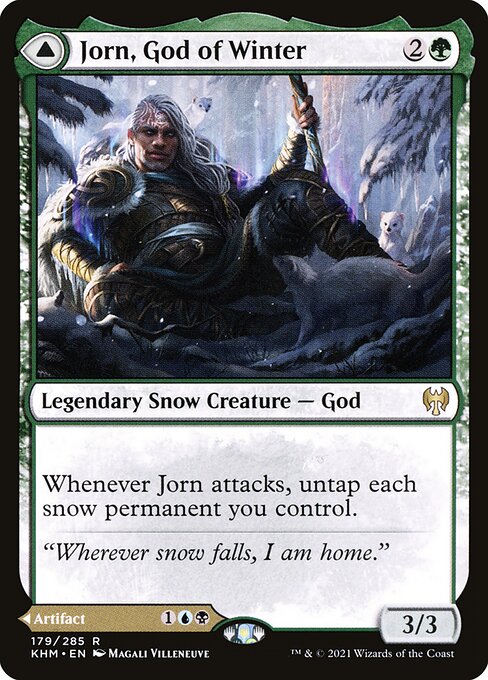 Jorn, God of Winter 2
Legendary Snow Creature — God
Whenever Jorn attacks, untap each
snow permanent you control.
“Wherever snow falls, I am home.”
Artifact 1
3/3
179/285 R
KHM • EN Magali Villeneuve ™ & © 2021 Wizards of the Coast